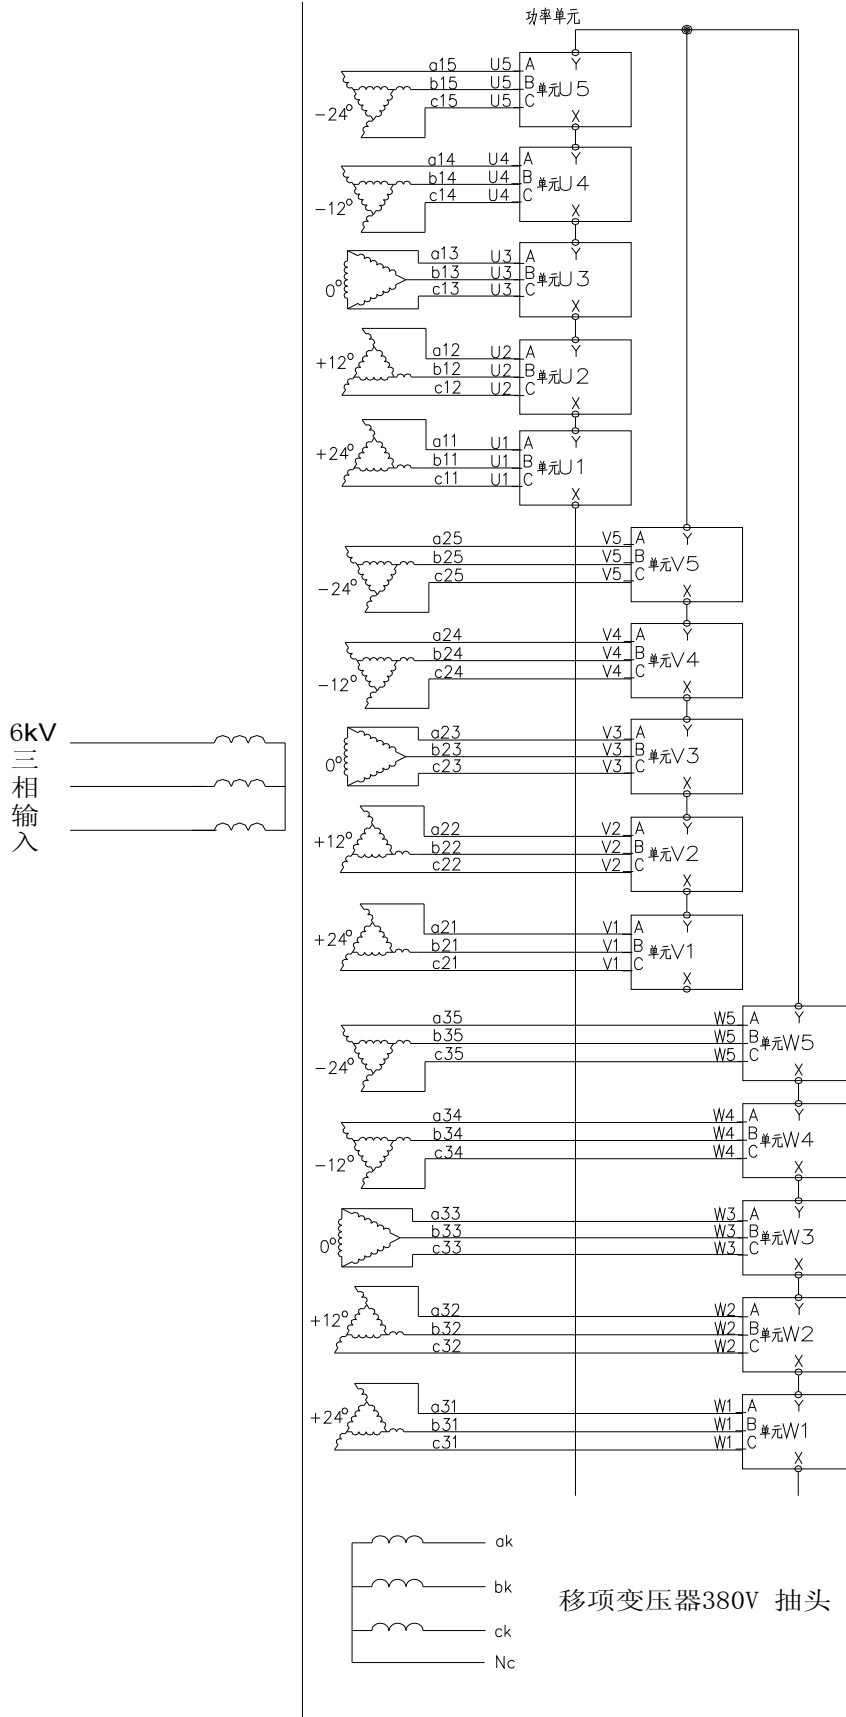 功率单元
a15 U5 A Y
b15 U5 B 单元U5
-24° c15 U5 C
X
a14 U4 A Y
b14 U4 B 单元U4
-12° c14 U4 C
X
a13 U3 A Y
b13 U3 B 单元U3
0° c13 U3 C
X
+12° a12 U2 A Y
b12 U2 B 单元U2
c12 U2 C
X
+24° a11 U1 A Y
b11 U1 B 单元U1
c11 U1 C
X
a25 V5 A Y
b25 V5 B 单元V5
-24° c25 V5 C
X
a24 V4 A Y
b24 V4 B 单元V4
-12° c24 V4 C
X
a23 V3 A Y
b23 V3 B 单元V3
0° c23 V3 C
X
+12° a22 V2 A Y
b22 V2 B 单元V2
c22 V2 C
X
+24° a21 V1 A Y
b21 V1 B 单元V1
c21 V1 C
X
6kV
三
相
输
入
a35 W5 A Y
b35 W5 B 单元W5
-24° c35 W5 C
X
a34 W4 A Y
b34 W4 B 单元W4
-12° c34 W4 C
X
a33 W3 A Y
b33 W3 B 单元W3
0° c33 W3 C
X
+12° a32 W2 A Y
b32 W2 B 单元W2
c32 W2 C
X
+24° a31 W1 A Y
b31 W1 B 单元W1
c31 W1 C
X
ak
bk
ck
Nc
移项变压器380V 抽头